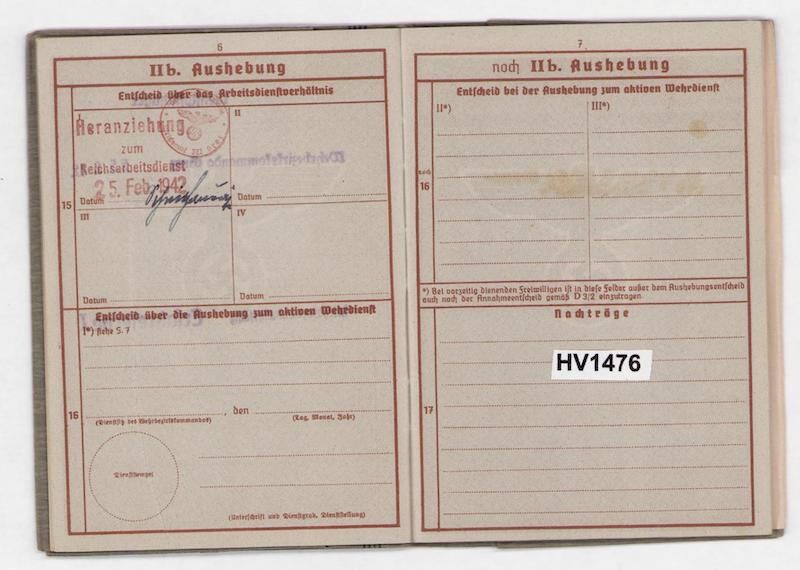 6
IIb. Aushebung
Entscheid über das Arbeitsdienstverhältnis
Heranziehung
zum
Reichsarbeitsdienst
25. Feb. 1942
Datum
II
Datum
15
III
Datum
IV
Datum
Entscheid über die Aushebung zum aktiven Wehrdienst
I*) siehe S. 7
16
, den
(Dienstsitz des Wehrbezirkskommandos)
(Tag, Monat, Jahr)
Dienststempel
(Unterschrift und Dienstgrad, Dienststellung)
7
noch IIb. Aushebung
Entscheid bei der Aushebung zum aktiven Wehrdienst
II*)
III*)
noch
16
*) Bei vorzeitig dienenden Freiwilligen ist in diese Felder außer dem Aushebungsentscheid
auch noch der Annahmeentscheid gemäß D 3/2 einzutragen.
Nachträge
HV1476
17